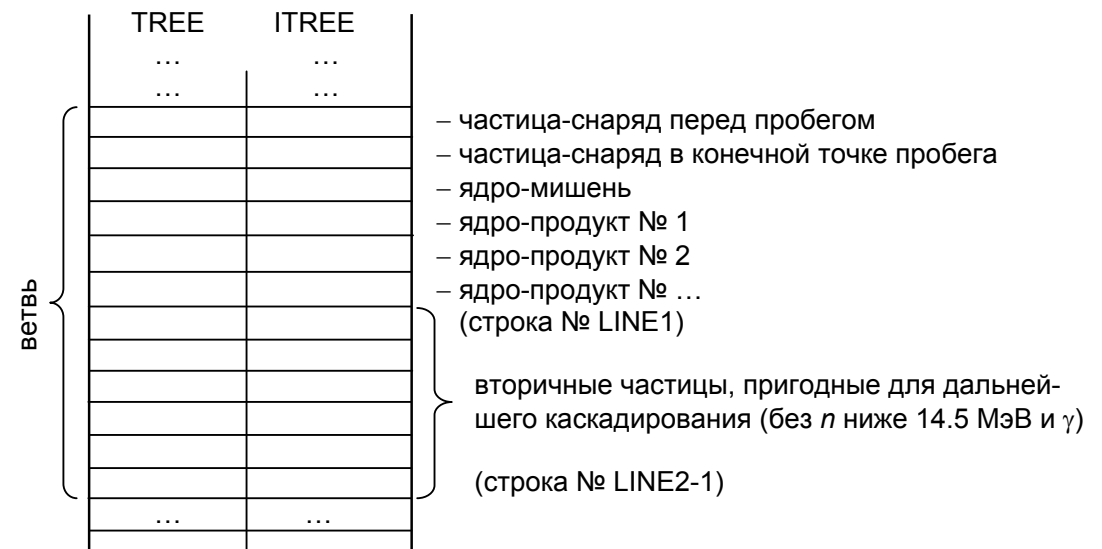 TREE ITREE
… …
… …
– частица-снаряд перед пробегом
– частица-снаряд в конечной точке пробега
– ядро-мишень
– ядро-продукт № 1
– ядро-продукт № 2
– ядро-продукт № …
(строка № LINE1)
ветвь
вторичные частицы, пригодные для дальней-
шего каскадирования (без n ниже 14.5 МэВ и γ)
(строка № LINE2-1)
… …